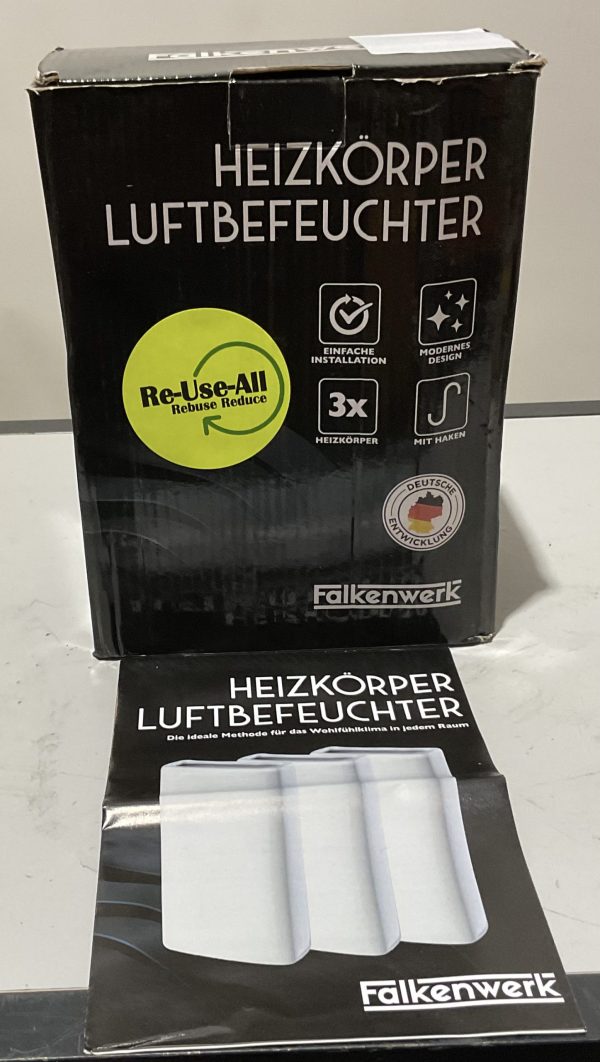 HEIZKÖRPER
LUFTBEFEUCHTER
EINFACHE
INSTALLATION
MODERNES
DESIGN
Re-Use-All
Rebuse Reduce
3x
HEIZKÖRPER
MIT HAKEN
DEUTSCHE
ENTWICKLUNG
Falkenwerk
HEIZKÖRPER
LUFTBEFEUCHTER
Die ideale Methode für das Wohlfühlklima in jedem Raum
Falkenwerk